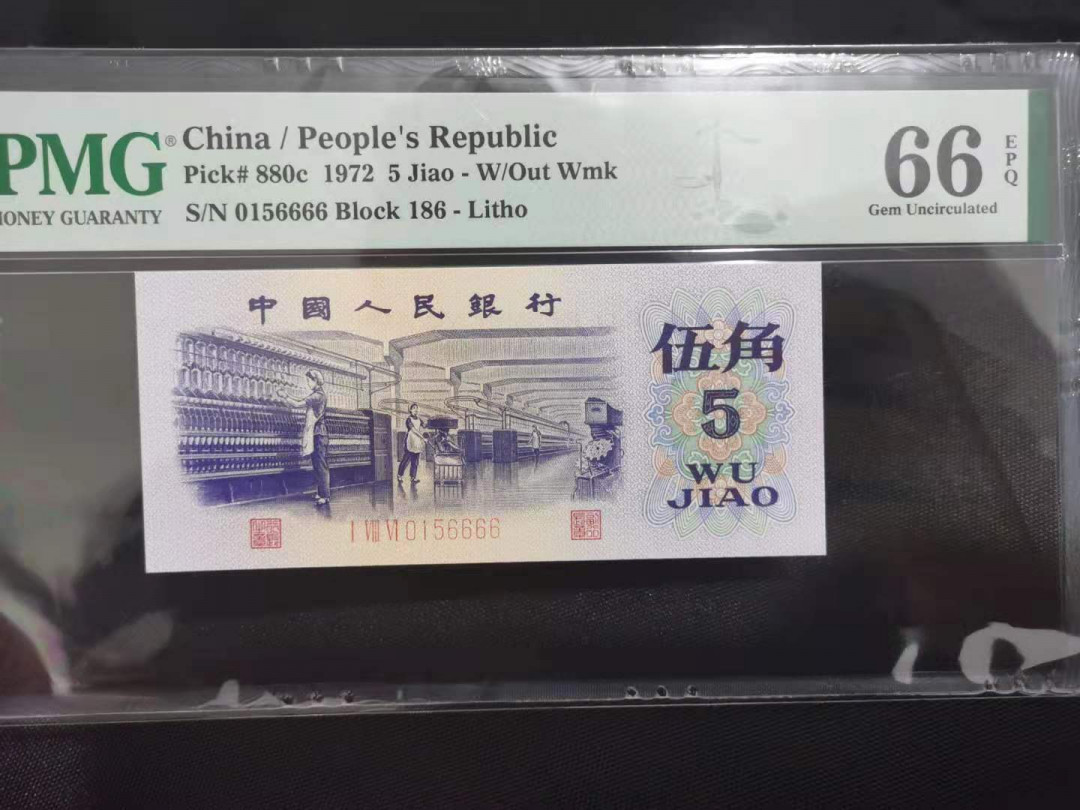 PMG® China / People's Republic
Pick# 880c 1972 5 Jiao - W/Out Wmk
MONEY GUARANTY S/N 0156666 Block 186 - Litho
66 EPQ
Gem Uncirculated
中國人民銀行
伍角
5
WU
JIAO
I VIII VI 0156666